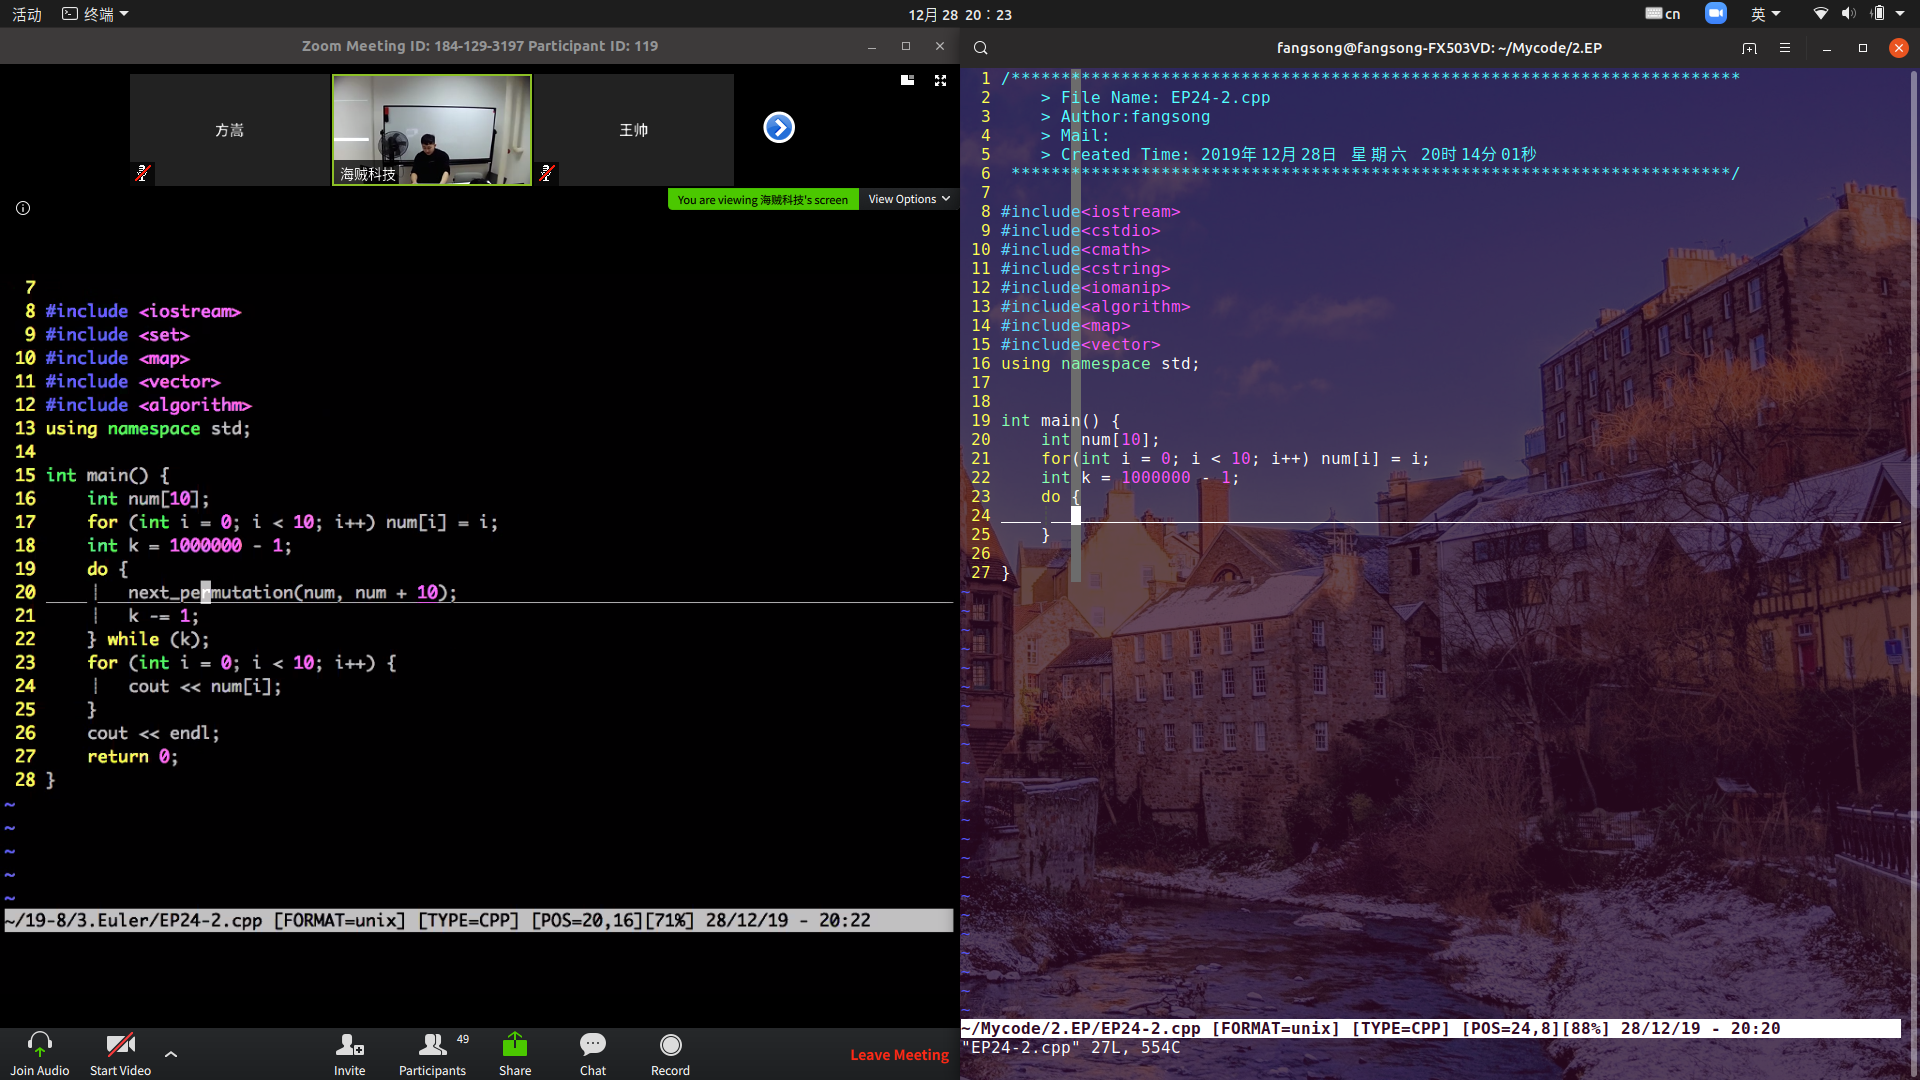 活动 终端 12月 28 20：23 cn 英
Zoom Meeting ID: 184-129-3197 Participant ID: 119
方嵩
海贼科技
王帅
You are viewing 海贼科技's screen View Options
7
8 #include <iostream>
9 #include <set>
10 #include <map>
11 #include <vector>
12 #include <algorithm>
13 using namespace std;
14
15 int main() {
16 int num[10];
17 for (int i = 0; i < 10; i++) num[i] = i;
18 int k = 1000000 - 1;
19 do {
20 | next_permutation(num, num + 10);
21 | k -= 1;
22 } while (k);
23 for (int i = 0; i < 10; i++) {
24 | cout << num[i];
25 }
26 cout << endl;
27 return 0;
28 }
~
~
~
~
~
~/19-8/3.Euler/EP24-2.cpp [FORMAT=unix] [TYPE=CPP] [POS=20,16][71%] 28/12/19 - 20:22
Join Audio Start Video Invite Participants 49 Share Chat Record Leave Meeting
fangsong@fangsong-FX503VD: ~/Mycode/2.EP
1 /*************************************************************************
2 > File Name: EP24-2.cpp
3 > Author:fangsong
4 > Mail:
5 > Created Time: 2019年12月28日 星期六 20时14分01秒
6 ************************************************************************/
7
8 #include<iostream>
9 #include<cstdio>
10 #include<cmath>
11 #include<cstring>
12 #include<iomanip>
13 #include<algorithm>
14 #include<map>
15 #include<vector>
16 using namespace std;
17
18
19 int main() {
20 int num[10];
21 for(int i = 0; i < 10; i++) num[i] = i;
22 int k = 1000000 - 1;
23 do {
24
25 }
26
27 }
~/Mycode/2.EP/EP24-2.cpp [FORMAT=unix] [TYPE=CPP] [POS=24,8][88%] 28/12/19 - 20:20
"EP24-2.cpp" 27L, 554C